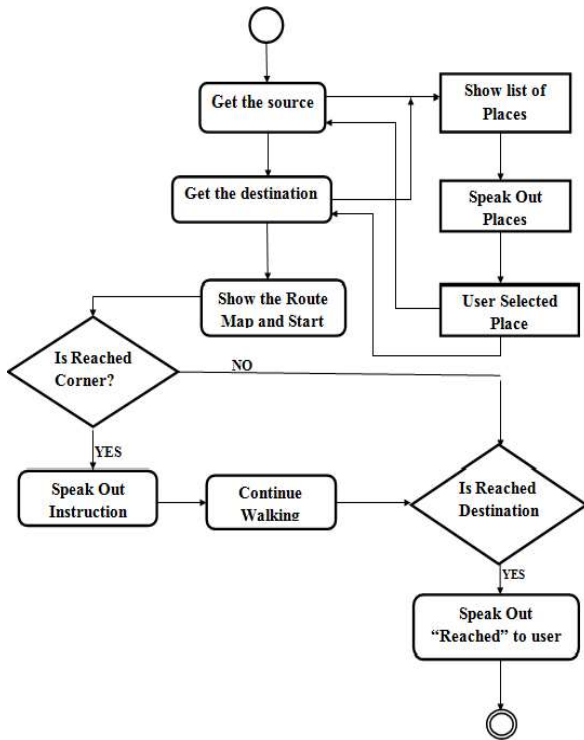 Get the source
Show list of
Places
Get the destination
Speak Out
Places
Show the Route
Map and Start
User Selected
Place
Is Reached
Corner?
NO
YES
Speak Out
Instruction
Continue
Walking
Is Reached
Destination
YES
Speak Out
“Reached” to user